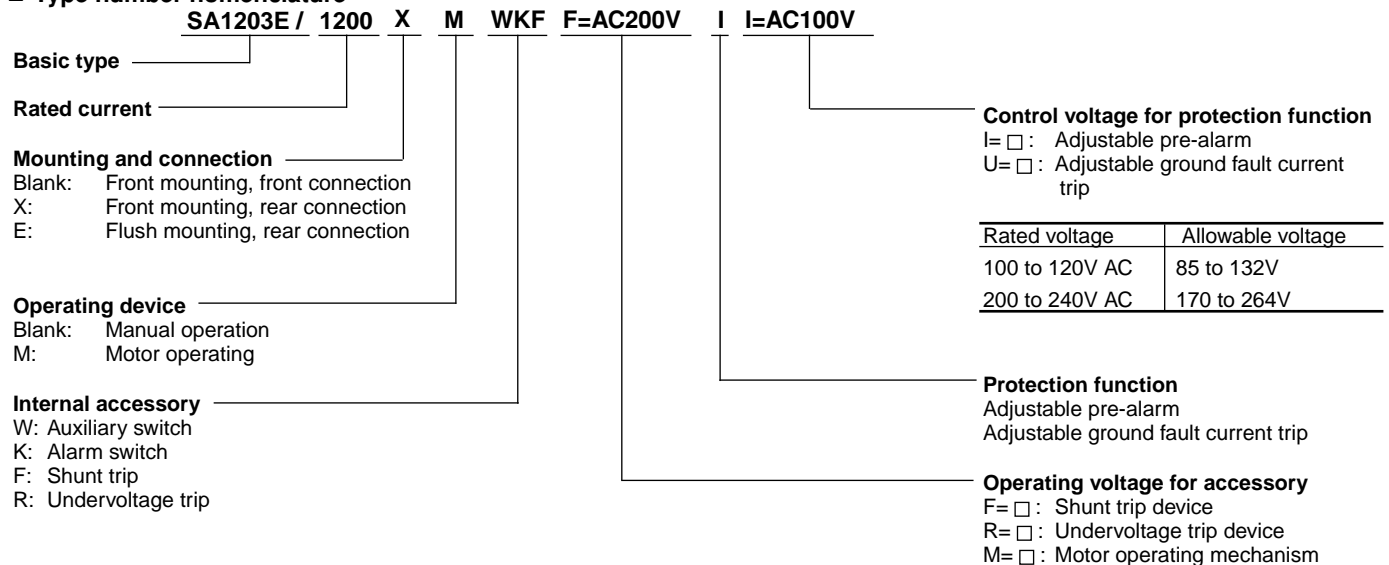 ■ Type number nomenclature
SA1203E / 1200 X M WKF F=AC200V I I=AC100V
Basic type
Rated current
Mounting and connection
Blank: Front mounting, front connection
X: Front mounting, rear connection
E: Flush mounting, rear connection
Operating device
Blank: Manual operation
M: Motor operating
Internal accessory
W: Auxiliary switch
K: Alarm switch
F: Shunt trip
R: Undervoltage trip
Control voltage for protection function
I= □ : Adjustable pre-alarm
U= □ : Adjustable ground fault current
trip
Rated voltage Allowable voltage
100 to 120V AC 85 to 132V
200 to 240V AC 170 to 264V
Protection function
Adjustable pre-alarm
Adjustable ground fault current trip
Operating voltage for accessory
F= □ : Shunt trip device
R= □ : Undervoltage trip device
M= □ : Motor operating mechanism